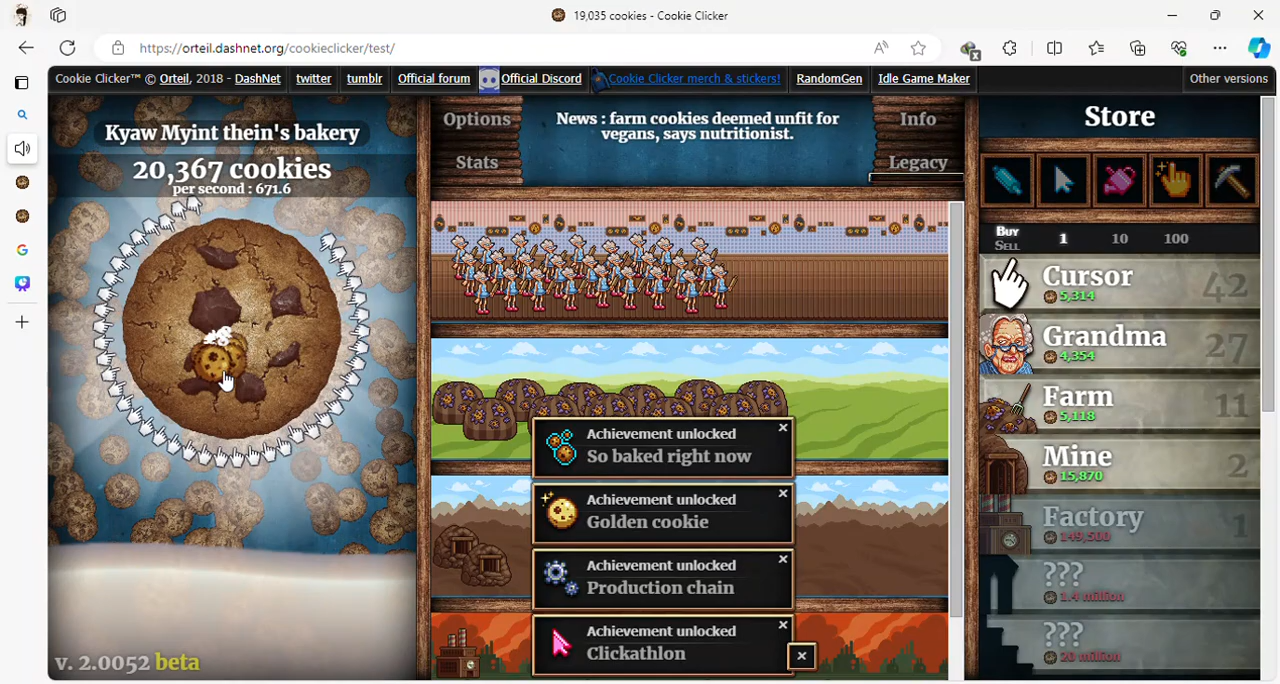 19,035 cookies - Cookie Clicker
https://orteil.dashnet.org/cookieclicker/test/
Cookie Clicker™ © Orteil, 2018 - DashNet
twitter
tumblr
Official forum
Official Discord
Cookie Clicker merch & stickers!
RandomGen
Idle Game Maker
Other versions
Kyaw Myint thein's bakery
20,367 cookies
per second : 671.6
v. 2.0052 beta
Options
Stats
News : farm cookies deemed unfit for
vegans, says nutritionist.
Info
Legacy
Achievement unlocked
So baked right now
Achievement unlocked
Golden cookie
Achievement unlocked
Production chain
Achievement unlocked
Clickathlon
Store
BUY
SELL
1
10
100
Cursor
5,314
42
Grandma
4,354
27
Farm
5,118
11
Mine
15,870
2
Factory
149,500
1
???
1.4 million
???
20 million